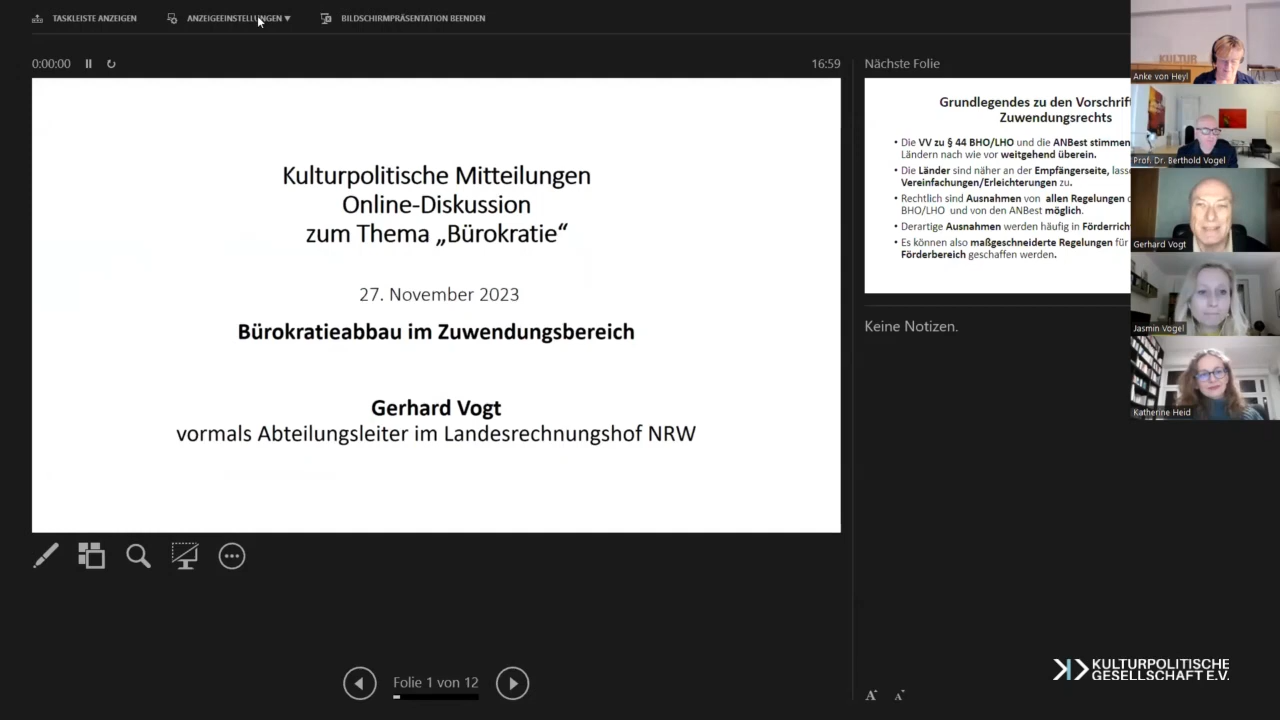 TASKLEISTE ANZEIGEN
ANZEIGEEINSTELLUNGEN ▼
BILDSCHIRMPRÄSENTATION BEENDEN
0:00:00
16:59
Kulturpolitische Mitteilungen
Online-Diskussion
zum Thema „Bürokratie“
27. November 2023
Bürokratieabbau im Zuwendungsbereich
Gerhard Vogt
vormals Abteilungsleiter im Landesrechnungshof NRW
Folie 1 von 12
Nächste Folie
Grundlegendes zu den Vorschrif
Zuwendungsrechts
• Die VV zu § 44 BHO/LHO und die ANBest stimmen
Ländern nach wie vor weitgehend überein.
• Die Länder sind näher an der Empfängerseite, lass
Vereinfachungen/Erleichterungen zu.
• Rechtlich sind Ausnahmen von allen Regelungen
BHO/LHO und von den ANBest möglich.
• Derartige Ausnahmen werden häufig in Förderrich
• Es können also maßgeschneiderte Regelungen für
Förderbereich geschaffen werden.
Keine Notizen.
KULTUR
Anke von Heyl
Prof. Dr. Berthold Vogel
Gerhard Vogt
Jasmin Vogel
Katherine Heid
KULTURPOLITISCHE
GESELLSCHAFT E.V.
A A